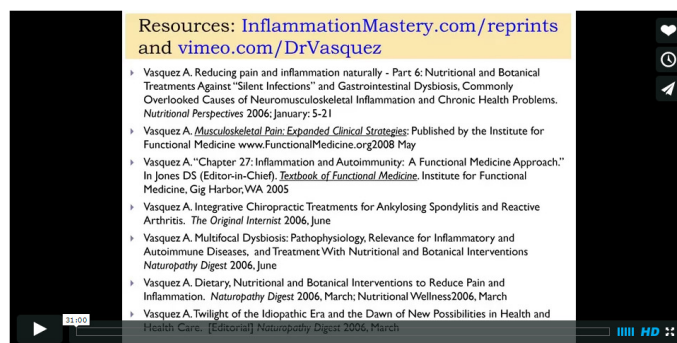 Resources: InflammationMastery.com/reprints
and vimeo.com/DrVasquez
Vasquez A. Reducing pain and inflammation naturally - Part 6: Nutritional and Botanical
Treatments Against "Silent Infections" and Gastrointestinal Dysbiosis, Commonly
Overlooked Causes of Neuromusculoskeletal Inflammation and Chronic Health Problems.
Nutritional Perspectives 2006; January: 5-21
Vasquez A. Musculoskeletal Pain: Expanded Clinical Strategies: Published by the Institute for
Functional Medicine www.FunctionalMedicine.org2008 May
Vasquez A. "Chapter 27: Inflammation and Autoimmunity: A Functional Medicine Approach."
In Jones DS (Editor-in-Chief). Textbook of Functional Medicine. Institute for Functional
Medicine, Gig Harbor, WA 2005
Vasquez A. Integrative Chiropractic Treatments for Ankylosing Spondylitis and Reactive
Arthritis. The Original Internist 2006, June
Vasquez A. Multifocal Dysbiosis: Pathophysiology, Relevance for Inflammatory and
Autoimmune Diseases, and Treatment With Nutritional and Botanical Interventions
Naturopathy Digest 2006, June
Vasquez A. Dietary, Nutritional and Botanical Interventions to Reduce Pain and
Inflammation. Naturopathy Digest 2006, March; Nutritional Wellness2006, March
Vasquez A. Twilight of the Idiopathic Era and the Dawn of New Possibilities in Health and
Health Care. [Editorial] Naturopathy Digest 2006, March
31:00
HD